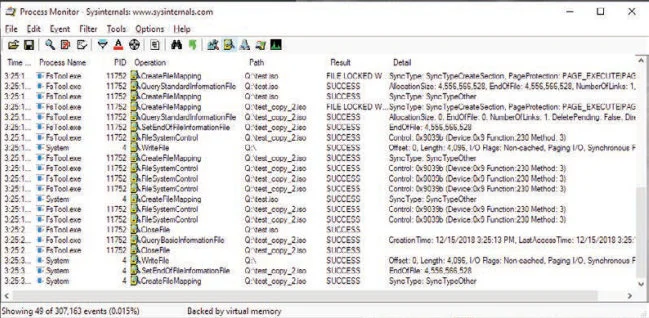 Process Monitor - Sysinternals: www.sysinternals.com
File Edit Event Filter Tools Options Help
Time ... Process Name PID Operation Path Result Detail
3:25:1... FsTool.exe 11752 CreateFileMapping Q:\test.iso FILE LOCKED W... SyncType: SyncTypeCreateSection, PageProtection: PAGE_EXECUTE|PAG
3:25:1... FsTool.exe 11752 QueryStandardInformationFile Q:\test.iso SUCCESS AllocationSize: 4,556,566,528, EndOfFile: 4,556,566,528, NumberOfLinks: 1,
3:25:1... FsTool.exe 11752 CreateFileMapping Q:\test.iso SUCCESS SyncType: SyncTypeOther
3:25:1... FsTool.exe 11752 CreateFileMapping Q:\test_copy_2.iso FILE LOCKED W... SyncType: SyncTypeCreateSection, PageProtection: PAGE_EXECUTE|PAG
3:25:1... FsTool.exe 11752 QueryStandardInformationFile Q:\test_copy_2.iso SUCCESS AllocationSize: 0, EndOfFile: 0, NumberOfLinks: 1, DeletePending: False, Dire
3:25:1... FsTool.exe 11752 SetEndOfFileInformationFile Q:\test_copy_2.iso SUCCESS EndOfFile: 4,556,566,528
3:25:1... FsTool.exe 11752 FileSystemControl Q:\test_copy_2.iso SUCCESS Control: 0x9039b (Device:0x9 Function:230 Method: 3)
3:25:1... System 4 WriteFile Q:\ SUCCESS Offset: 0, Length: 4,096, I/O Flags: Non-cached, Paging I/O, Synchronous P
3:25:1... FsTool.exe 11752 CreateFileMapping Q:\test_copy_2.iso SUCCESS SyncType: SyncTypeOther
3:25:1... FsTool.exe 11752 FileSystemControl Q:\test_copy_2.iso SUCCESS Control: 0x9039b (Device:0x9 Function:230 Method: 3)
3:25:1... FsTool.exe 11752 FileSystemControl Q:\test_copy_2.iso SUCCESS Control: 0x9039b (Device:0x9 Function:230 Method: 3)
3:25:1... FsTool.exe 11752 FileSystemControl Q:\test_copy_2.iso SUCCESS Control: 0x9039b (Device:0x9 Function:230 Method: 3)
3:25:1... System 4 CreateFileMapping Q:\test.iso SUCCESS SyncType: SyncTypeOther
3:25:1... FsTool.exe 11752 FileSystemControl Q:\test_copy_2.iso SUCCESS Control: 0x9039b (Device:0x9 Function:230 Method: 3)
3:25:1... FsTool.exe 11752 FileSystemControl Q:\test_copy_2.iso SUCCESS Control: 0x9039b (Device:0x9 Function:230 Method: 3)
3:25:2... FsTool.exe 11752 CloseFile Q:\test_copy_2.iso SUCCESS
3:25:2... FsTool.exe 11752 QueryBasicInformationFile Q:\test_copy_2.iso SUCCESS CreationTime: 12/15/2018 3:25:13 PM, LastAccessTime: 12/15/2018 3:25:
3:25:2... FsTool.exe 11752 CloseFile Q:\test_copy_2.iso SUCCESS
3:25:3... System 4 WriteFile Q:\ SUCCESS Offset: 0, Length: 4,096, I/O Flags: Non-cached, Paging I/O, Synchronous P
3:25:3... System 4 SetEndOfFileInformationFile Q:\test_copy_2.iso SUCCESS EndOfFile: 4,556,566,528
3:25:3... System 4 CreateFileMapping Q:\test_copy_2.iso SUCCESS SyncType: SyncTypeOther
Showing 49 of 307,163 events (0.015%) Backed by virtual memory